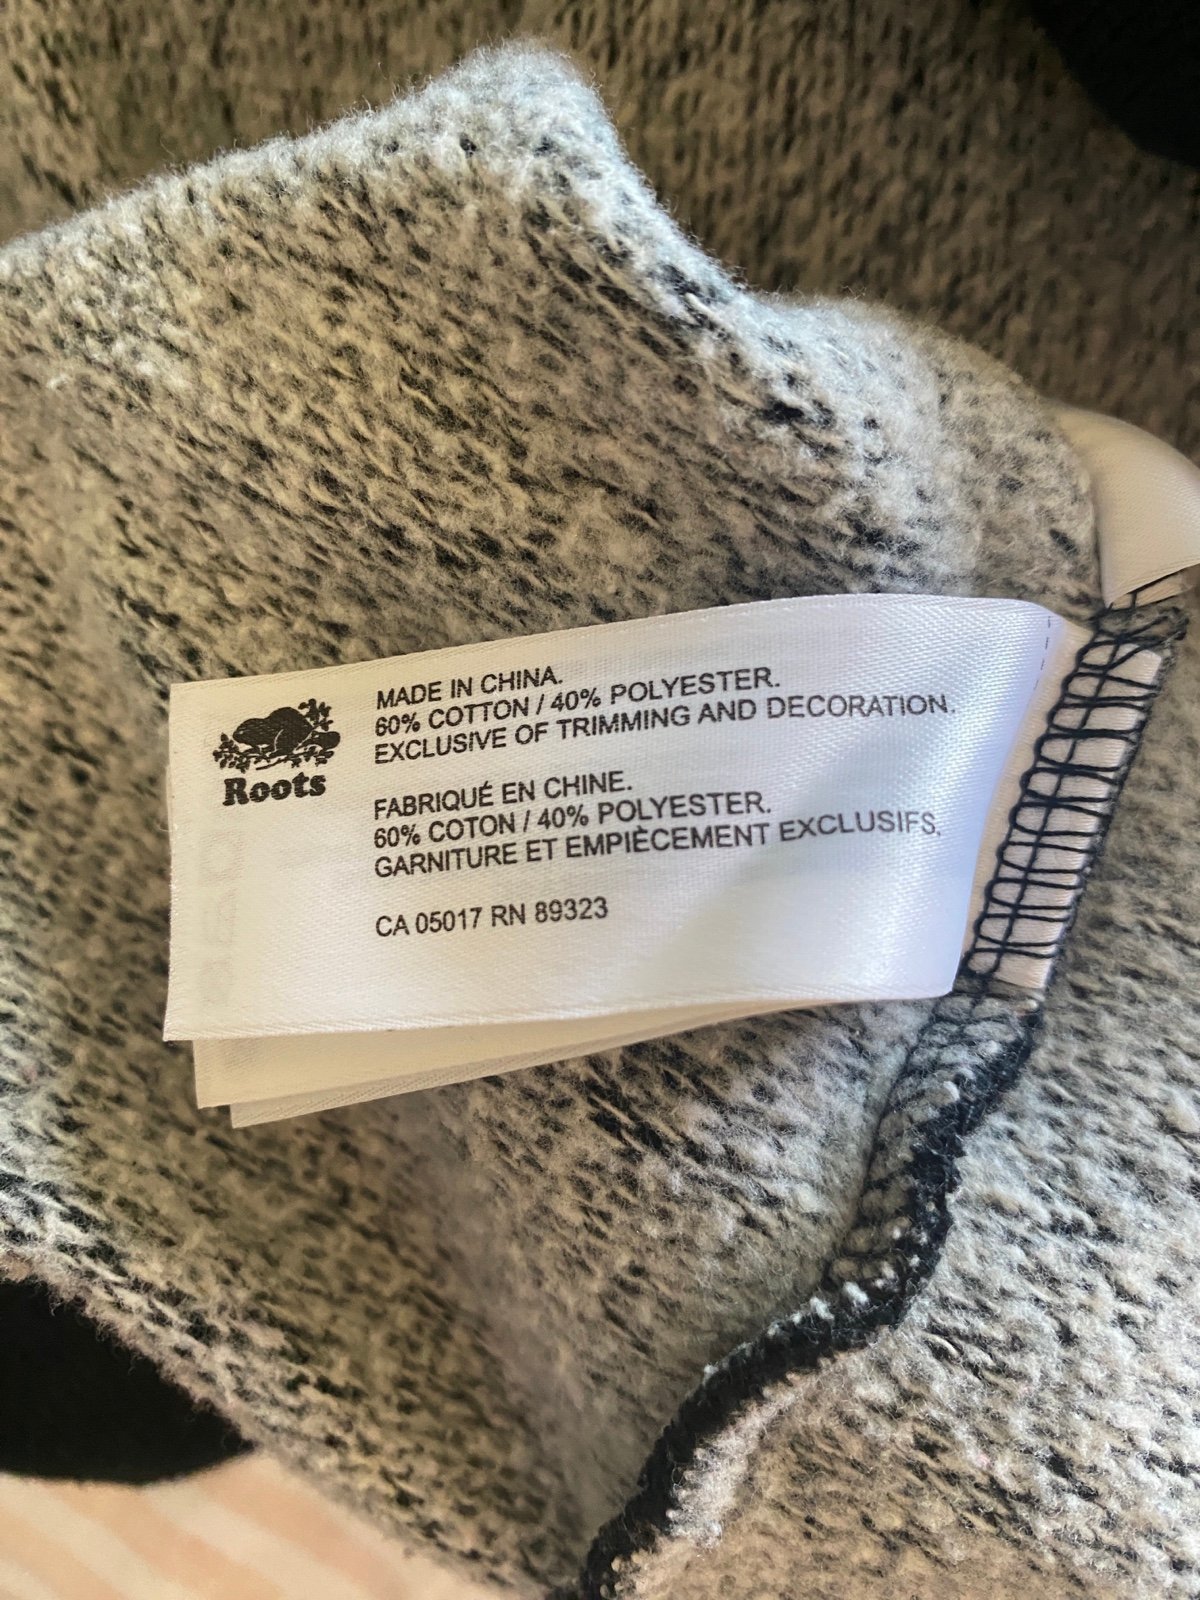 Roots
MADE IN CHINA.
60% COTTON / 40% POLYESTER.
EXCLUSIVE OF TRIMMING AND DECORATION.
FABRIQUÉ EN CHINE.
60% COTON / 40% POLYESTER.
GARNITURE ET EMPIÈCEMENT EXCLUSIFS.
CA 05017 RN 89323